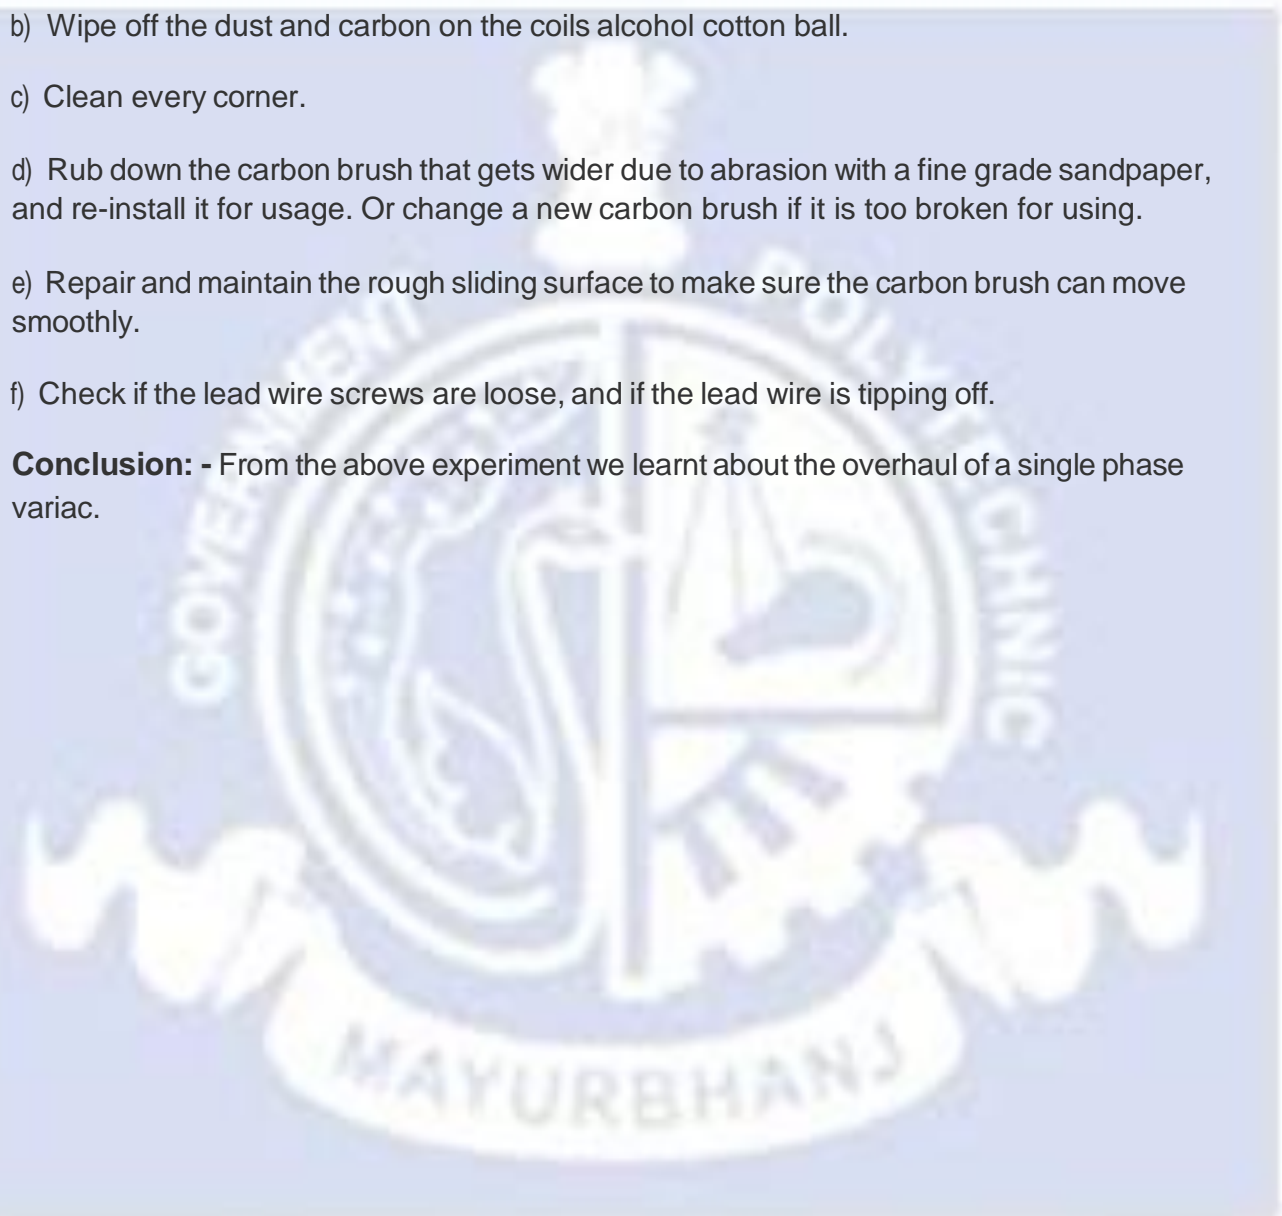 b) Wipe off the dust and carbon on the coils alcohol cotton ball.
c) Clean every corner.
d) Rub down the carbon brush that gets wider due to abrasion with a fine grade sandpaper,
and re-install it for usage. Or change a new carbon brush if it is too broken for using.
e) Repair and maintain the rough sliding surface to make sure the carbon brush can move
smoothly.
f) Check if the lead wire screws are loose, and if the lead wire is tipping off.
Conclusion: - From the above experiment we learnt about the overhaul of a single phase
variac.
GOVERNMENT POLYTECHNIC
MAYURBHANJ